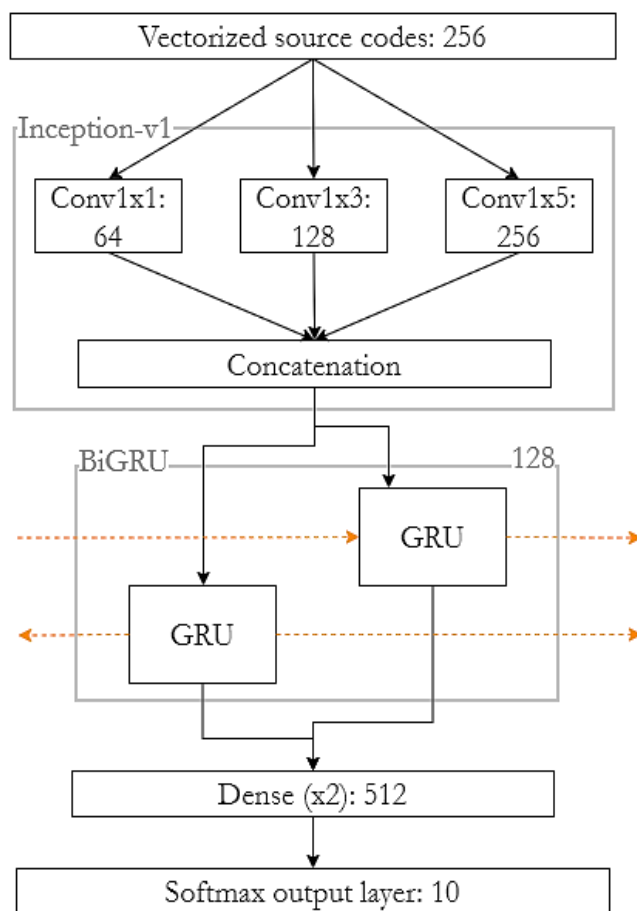 Vectorized source codes: 256
Inception-v1
Conv1x1:
64
Conv1x3:
128
Conv1x5:
256
Concatenation
BiGRU
128
GRU
GRU
Dense (x2): 512
Softmax output layer: 10